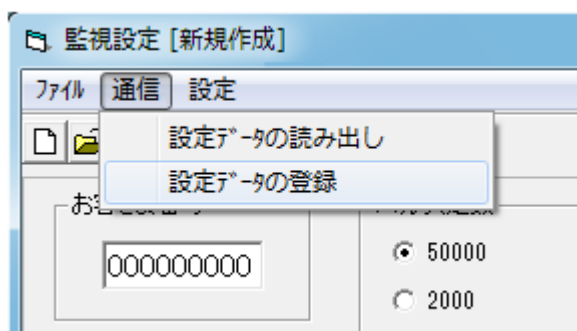 監視設定 [新規作成]
ﾌｧｲﾙ 通信 設定
設定ﾃﾞｰﾀの読み出し
設定ﾃﾞｰﾀの登録
000000000
50000
2000